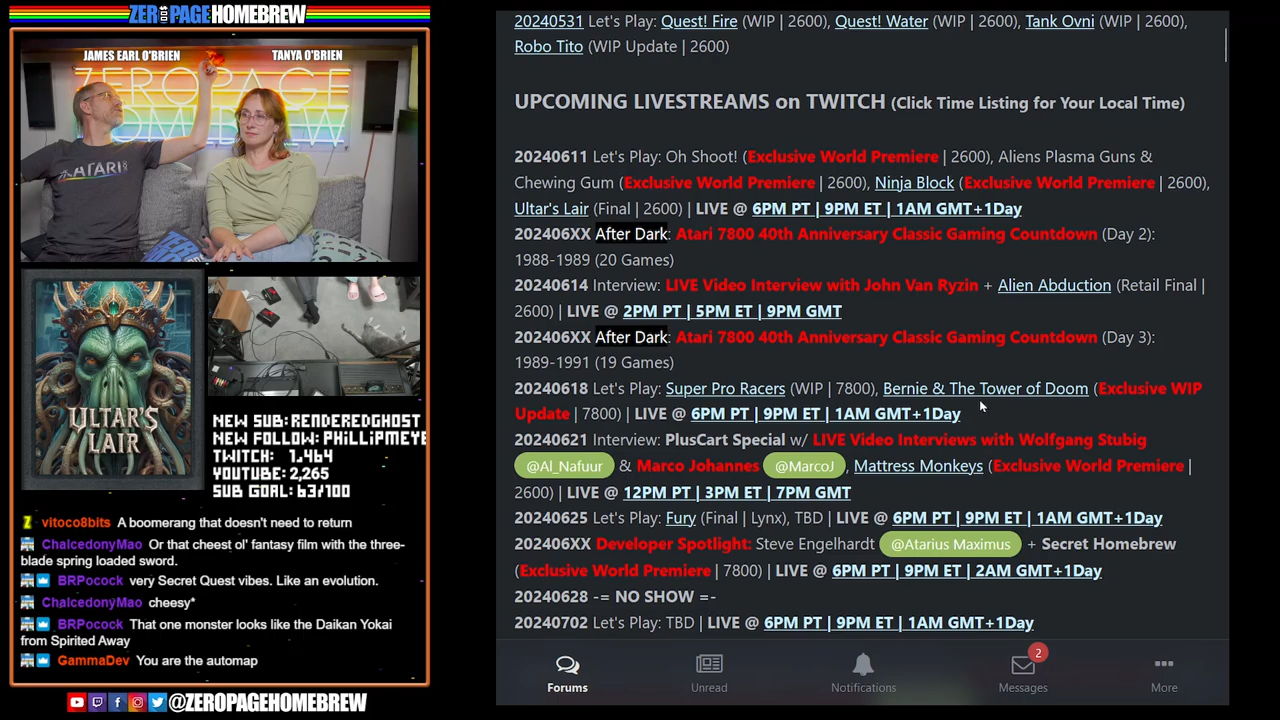 ZEROPAGEHOMEBREW
JAMES EARL O'BRIEN
TANYA O'BRIEN
ZEROPAGE
HOMEBREW
ATARI
ULTAR'S
LAIR
NEW SUB: RENDEREDGHOST
NEW FOLLOW: PHILLIPMEYE
TWITCH: 1,464
YOUTUBE: 2,265
SUB GOAL: 63/100
vitoco8bits A boomerang that doesn't need to return
ChalcedonyMao Or that cheest ol' fantasy film with the three-
blade spring loaded sword.
BRPocock very Secret Quest vibes. Like an evolution.
ChalcedonyMao cheesy*
BRPocock That one monster looks like the Daikan Yokai
from Spirited Away
GammaDev You are the automap
@ZEROPAGEHOMEBREW
20240531 Let's Play: Quest! Fire (WIP | 2600), Quest! Water (WIP | 2600), Tank Ovni (WIP | 2600),
Robo Tito (WIP Update | 2600)
UPCOMING LIVESTREAMS on TWITCH (Click Time Listing for Your Local Time)
20240611 Let's Play: Oh Shoot! (Exclusive World Premiere | 2600), Aliens Plasma Guns &
Chewing Gum (Exclusive World Premiere | 2600), Ninja Block (Exclusive World Premiere | 2600),
Ultar's Lair (Final | 2600) | LIVE @ 6PM PT | 9PM ET | 1AM GMT+1Day
202406XX After Dark: Atari 7800 40th Anniversary Classic Gaming Countdown (Day 2):
1988-1989 (20 Games)
20240614 Interview: LIVE Video Interview with John Van Ryzin + Alien Abduction (Retail Final |
2600) | LIVE @ 2PM PT | 5PM ET | 9PM GMT
202406XX After Dark: Atari 7800 40th Anniversary Classic Gaming Countdown (Day 3):
1989-1991 (19 Games)
20240618 Let's Play: Super Pro Racers (WIP | 7800), Bernie & The Tower of Doom (Exclusive WIP
Update | 7800) | LIVE @ 6PM PT | 9PM ET | 1AM GMT+1Day
20240621 Interview: PlusCart Special w/ LIVE Video Interviews with Wolfgang Stubig
@Al_Nafuur & Marco Johannes @MarcoJ, Mattress Monkeys (Exclusive World Premiere |
2600) | LIVE @ 12PM PT | 3PM ET | 7PM GMT
20240625 Let's Play: Fury (Final | Lynx), TBD | LIVE @ 6PM PT | 9PM ET | 1AM GMT+1Day
202406XX Developer Spotlight: Steve Engelhardt @Atarius Maximus + Secret Homebrew
(Exclusive World Premiere | 7800) | LIVE @ 6PM PT | 9PM ET | 2AM GMT+1Day
20240628 -= NO SHOW =-
20240702 Let's Play: TBD | LIVE @ 6PM PT | 9PM ET | 1AM GMT+1Day
2
Forums Unread Notifications Messages More